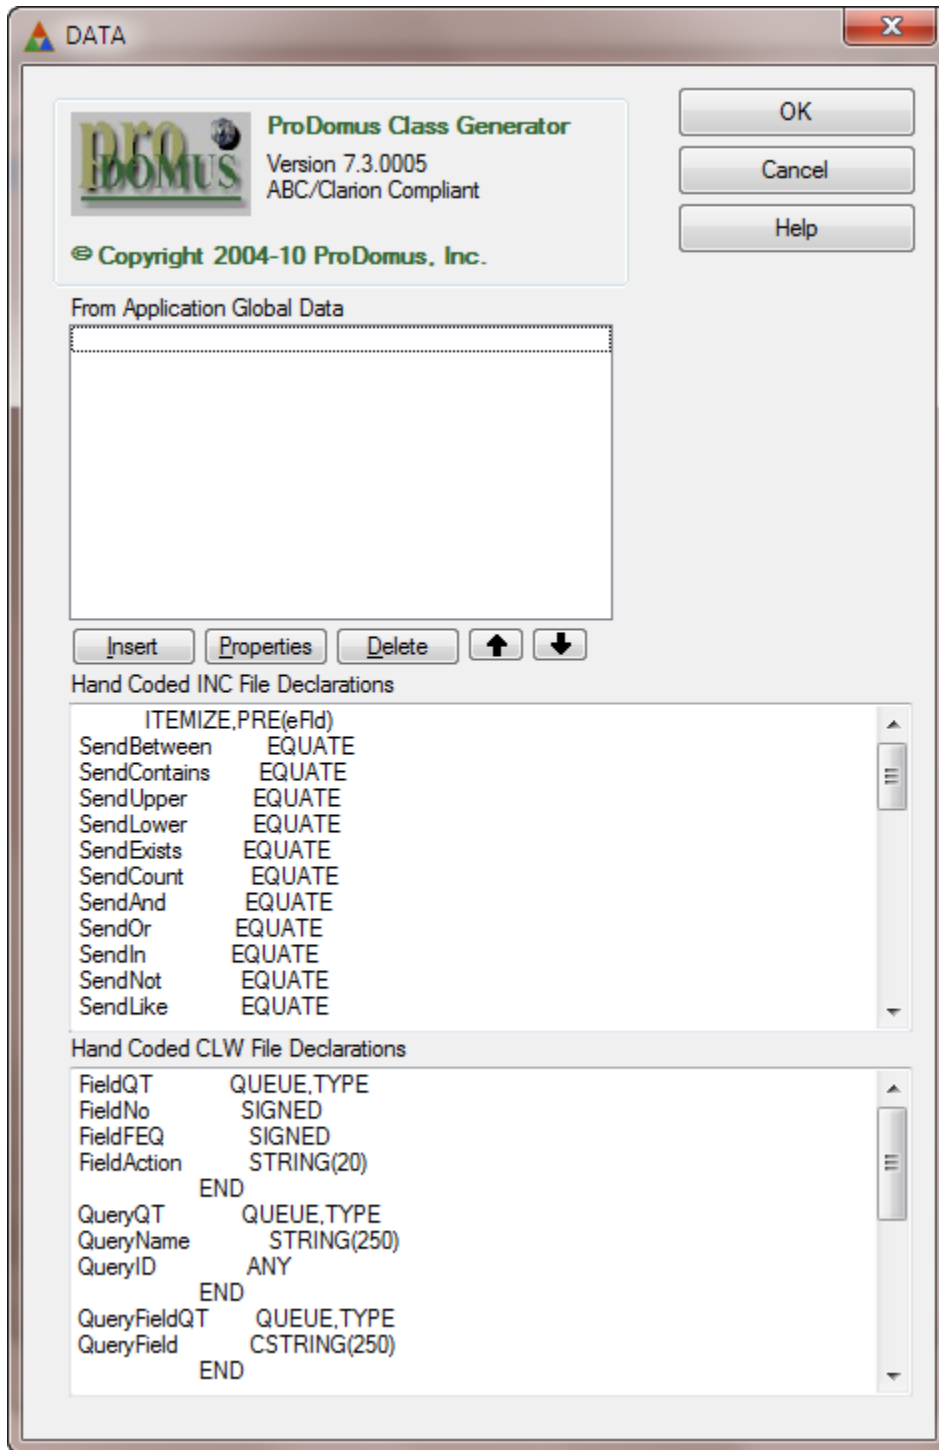 DATA
pro
DOMUS
ProDomus Class Generator
Version 7.3.0005
ABC/Clarion Compliant
© Copyright 2004-10 ProDomus, Inc.
OK
Cancel
Help
From Application Global Data
Insert Properties Delete
Hand Coded INC File Declarations
ITEMIZE,PRE(eFld)
SendBetween EQUATE
SendContains EQUATE
SendUpper EQUATE
SendLower EQUATE
SendExists EQUATE
SendCount EQUATE
SendAnd EQUATE
SendOr EQUATE
SendIn EQUATE
SendNot EQUATE
SendLike EQUATE
Hand Coded CLW File Declarations
FieldQT QUEUE,TYPE
FieldNo SIGNED
FieldFEQ SIGNED
FieldAction STRING(20)
END
QueryQT QUEUE,TYPE
QueryName STRING(250)
QueryID ANY
END
QueryFieldQT QUEUE,TYPE
QueryField CSTRING(250)
END